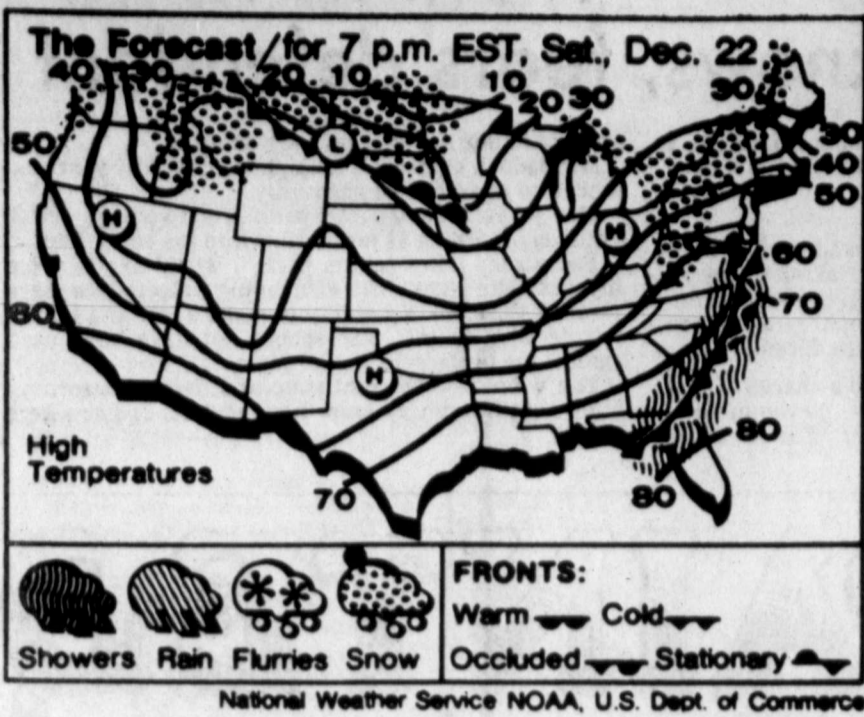 The Forecast/for 7 p.m. EST, Sat., Dec. 22
40 30 20 10 10 20 30 30
50
30
40
50
H
L
H
60
70
80
H
High
Temperatures
70
80
80
Showers Rain Flurries Snow
FRONTS:
Warm Cold
Occluded Stationary
National Weather Service NOAA, U.S. Dept. of Commerce